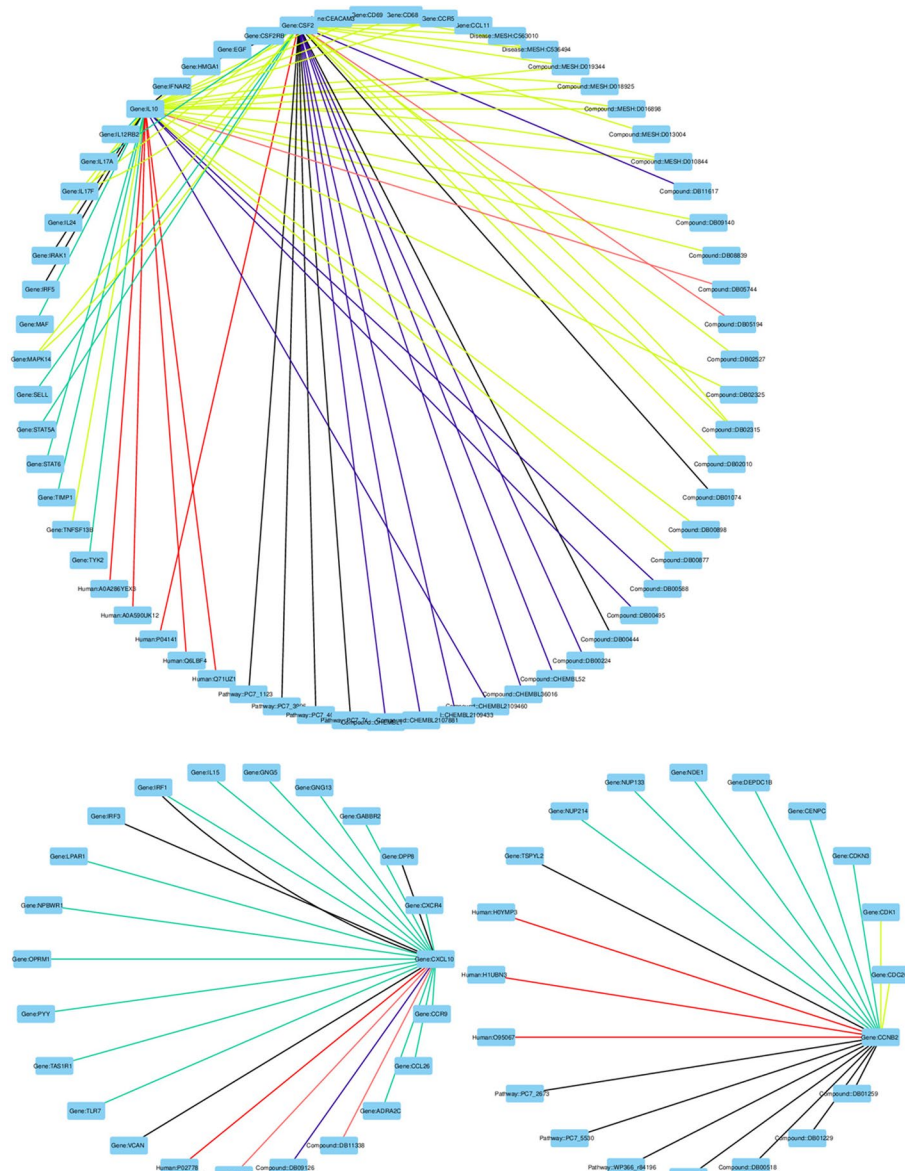 Gene:CSF2
Gene:CD69
Gene:CD68
Gene:CCR5
Gene:CCL11
Disease::MESH:C563010
Disease::MESH:C536494
Compound::MESH:D019344
Compound::MESH:D018925
Compound::MESH:D016898
Compound::MESH:D013004
Compound::MESH:D010844
Compound::DB11617
Compound::DB09140
Compound::DB08839
Compound::DB05744
Compound::DB05194
Compound::DB02527
Compound::DB02325
Compound::DB02315
Compound::DB02010
Compound::DB01074
Compound::DB00898
Compound::DB00877
Compound::DB00568
Compound::DB00495
Compound::DB00444
Compound::DB00224
Compound::CHEMBL52
Compound::CHEMBL36016
Compound::CHEMBL2109460
::CHEMBL2109433
Compound::CHEMBL2107881
Pathway::PC7_1123
Human:Q71UZ1
Human:Q6LBF4
Human:P04141
Human:A0A590UK12
Human:A0A286YEX3
Gene:TYK2
Gene:TNFSF13B
Gene:TIMP1
Gene:STAT6
Gene:STAT5A
Gene:SELL
Gene:MAPK14
Gene:MAF
Gene:IRF5
Gene:IRAK1
Gene:IL24
Gene:IL17F
Gene:IL17A
Gene:IL12RB2
Gene:IL10
Gene:IFNAR2
Gene:HMGA1
Gene:EGF
Gene:CSF2RB
Gene:IL15
Gene:GNG5
Gene:GNG13
Gene:GABBR2
Gene:DPP8
Gene:CXCR4
Gene:CXCL10
Gene:CCR9
Gene:CCL26
Gene:ADRA2C
Compound::DB11338
Compound::DB09126
Human:P02778
Gene:VCAN
Gene:TLR7
Gene:TAS1R1
Gene:PYY
Gene:OPRM1
Gene:NPBWR1
Gene:LPAR1
Gene:IRF3
Gene:IRF1
Gene:NDE1
Gene:DEPDC1B
Gene:CENPC
Gene:CDKN3
Gene:CDK1
Gene:CCNB2
Compound::DB01259
Compound::DB01229
Compound::DB00518
Pathway::WP366_r84196
Pathway::PC7_5500
Pathway::PC7_2673
Human:O95067
Human:H1UBN3
Human:H0YMP3
Gene:TSPYL2
Gene:NUP214
Gene:NUP133